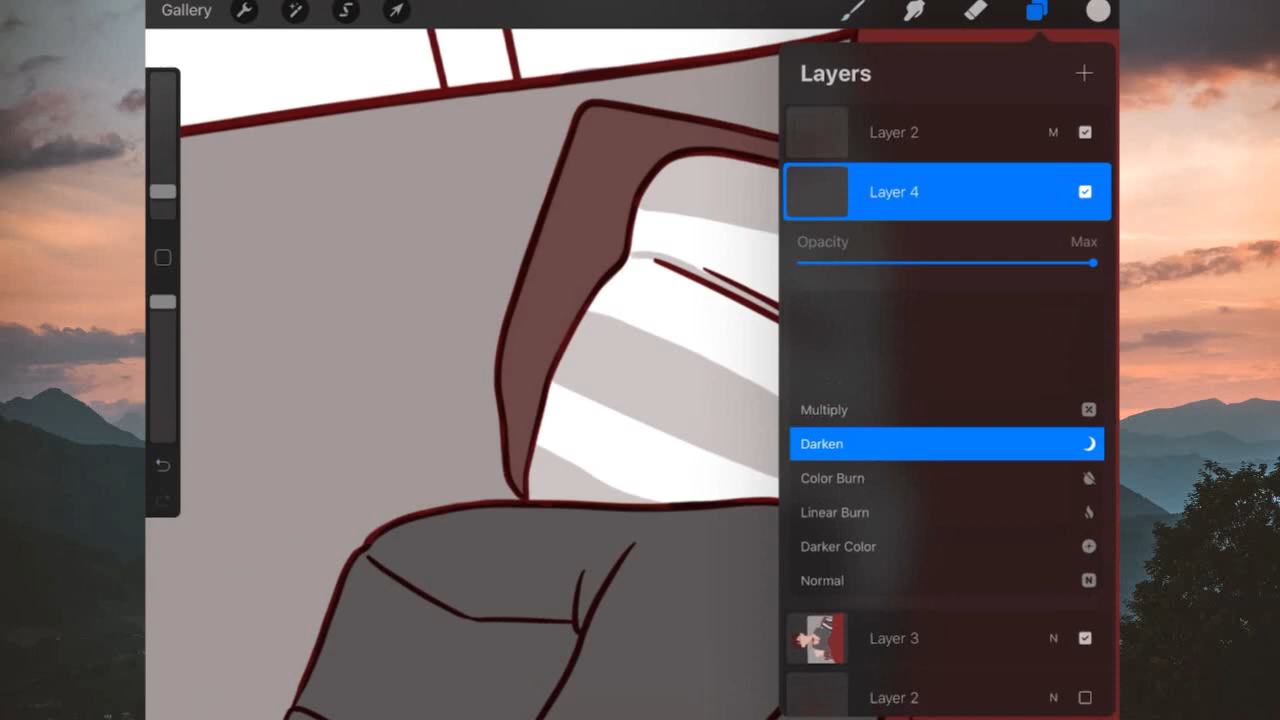 Gallery
Layers
Layer 2 M
Layer 4
Opacity Max
Multiply
Darken
Color Burn
Linear Burn
Darker Color
Normal N
Layer 3 N
Layer 2 N